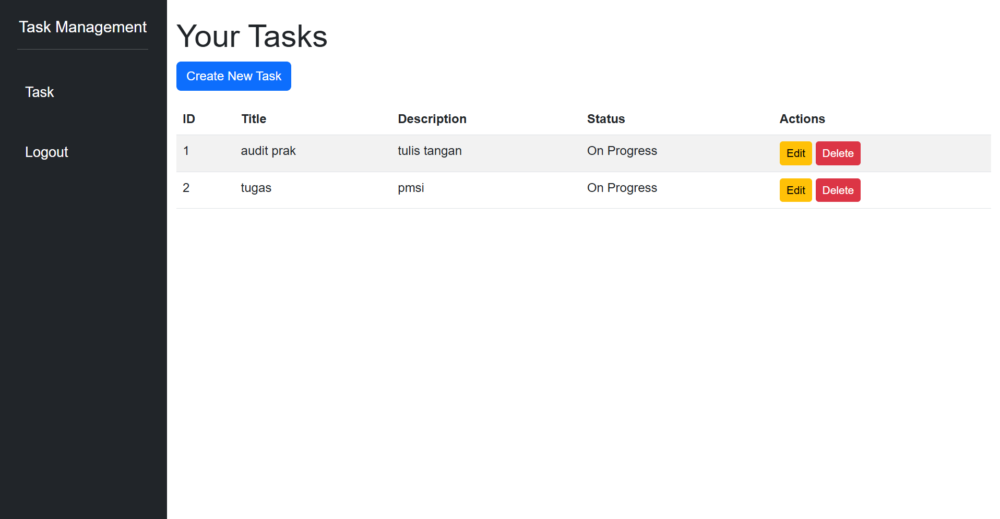 Task Management
Task
Logout
Your Tasks
Create New Task
ID Title Description Status Actions
1 audit prak tulis tangan On Progress Edit Delete
2 tugas pmsi On Progress Edit Delete